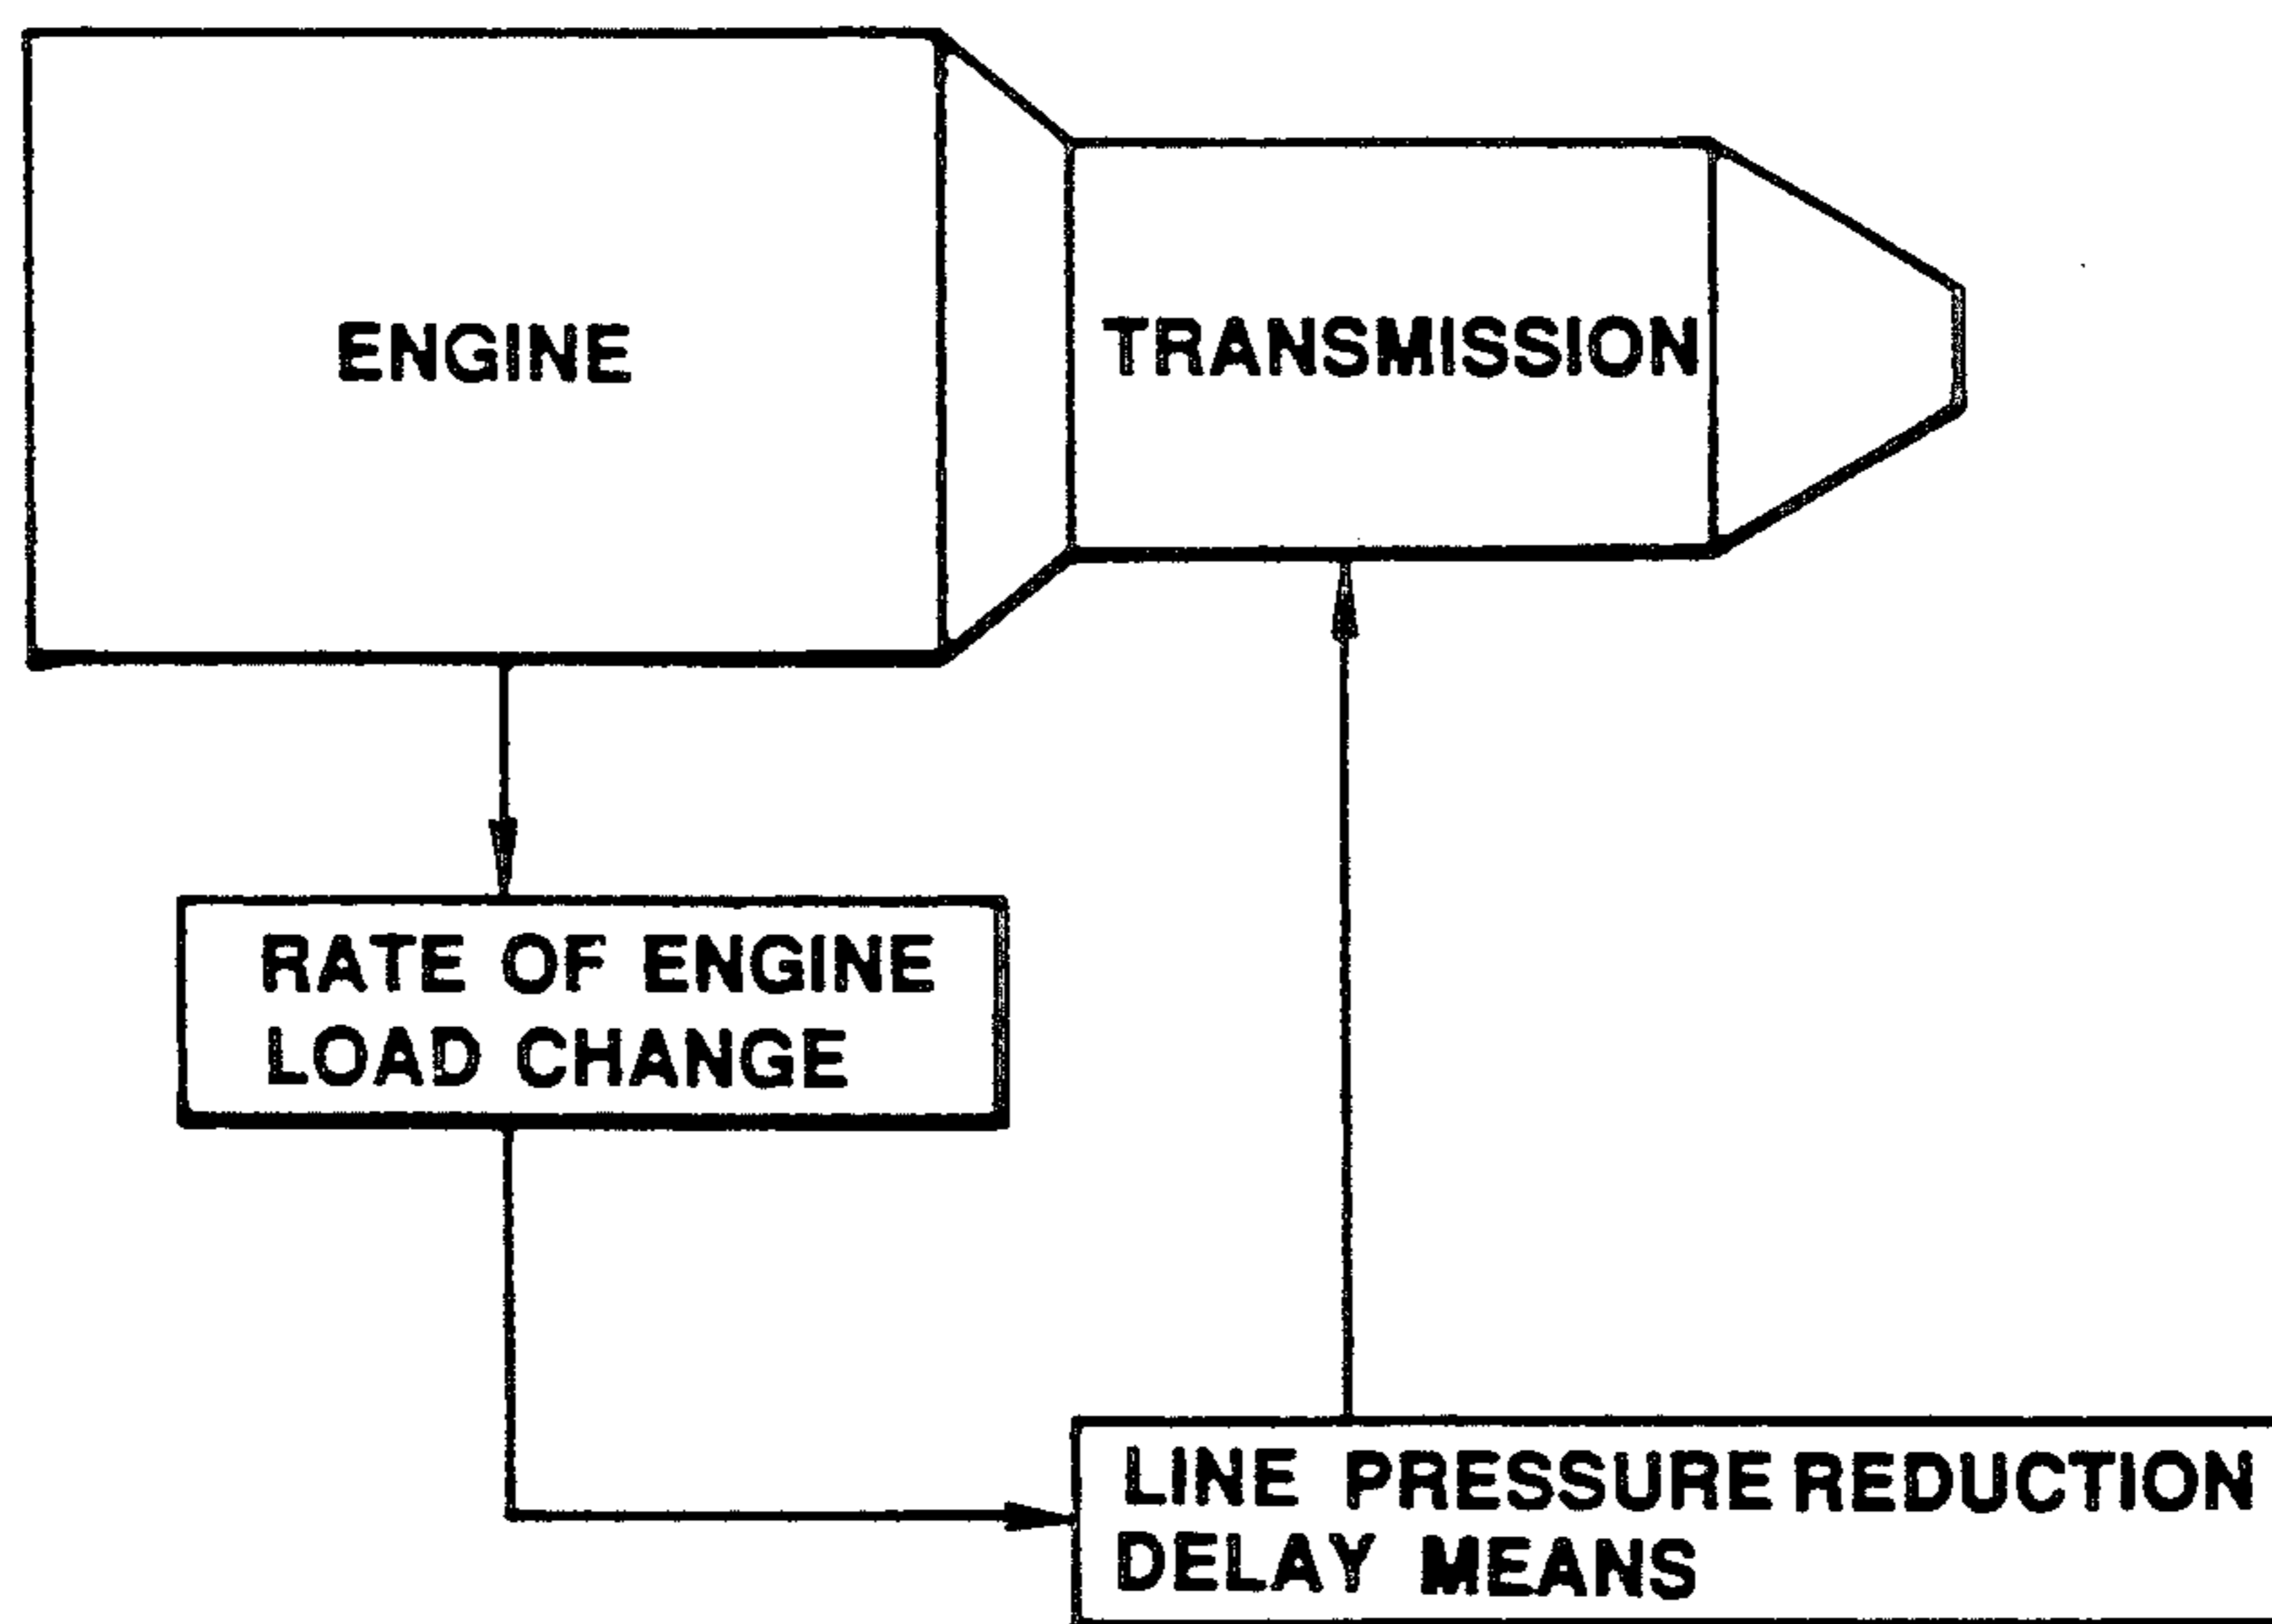 ENGINE
TRANSMISSION
RATE OF ENGINE
LOAD CHANGE
LINE PRESSURE REDUCTION
DELAY MEANS